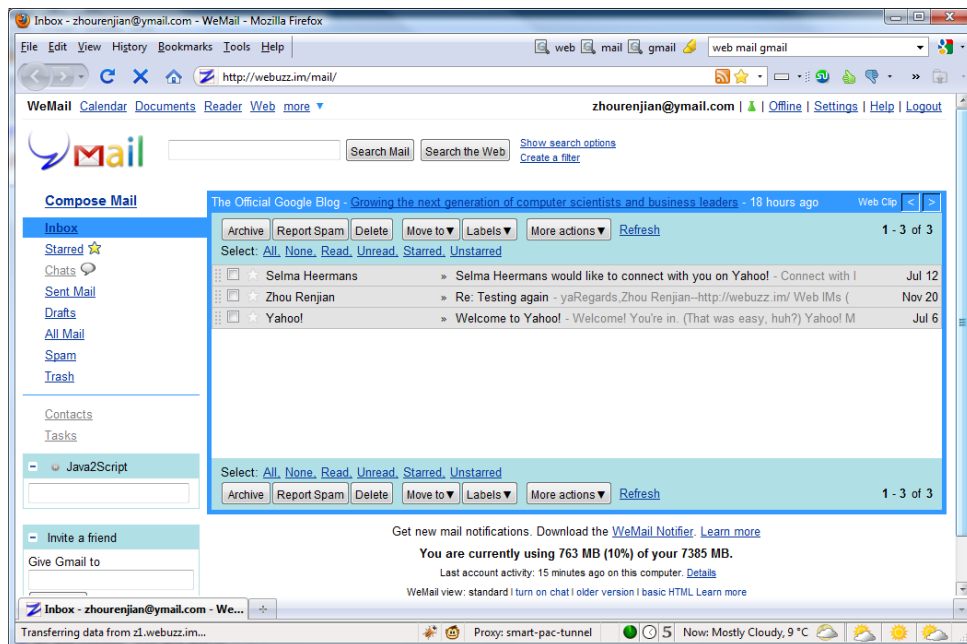 Inbox - zhourenjian@ymail.com - WeMail - Mozilla Firefox
File Edit View History Bookmarks Tools Help web mail gmail web mail gmail
http://webuzz.im/mail/ »
WeMail Calendar Documents Reader Web more ▼ zhourenjian@ymail.com | Offline | Settings | Help | Logout
Mail Search Mail Search the Web Show search options
Create a filter
Compose Mail
The Official Google Blog - Growing the next generation of computer scientists and business leaders - 18 hours ago Web Clip < >
Inbox
Starred
Chats
Sent Mail
Drafts
All Mail
Spam
Trash
Contacts
Tasks
Archive Report Spam Delete Move to▼ Labels▼ More actions▼ Refresh 1 - 3 of 3
Select: All, None, Read, Unread, Starred, Unstarred
Selma Heermans » Selma Heermans would like to connect with you on Yahoo! - Connect with Jul 12
Zhou Renjian » Re: Testing again - yaRegards,Zhou Renjian--http://webuzz.im/ Web IMs ( Nov 20
Yahoo! » Welcome to Yahoo! - Welcome! You're in. (That was easy, huh?) Yahoo! M Jul 6
Select: All, None, Read, Unread, Starred, Unstarred
Archive Report Spam Delete Move to▼ Labels▼ More actions▼ Refresh 1 - 3 of 3
− Java2Script
− Invite a friend
Give Gmail to
Get new mail notifications. Download the WeMail Notifier. Learn more
You are currently using 763 MB (10%) of your 7385 MB.
Last account activity: 15 minutes ago on this computer. Details
WeMail view: standard | turn on chat | older version | basic HTML Learn more
Inbox - zhourenjian@ymail.com - We...
Transferring data from z1.webuzz.im... Proxy: smart-pac-tunnel 5 Now: Mostly Cloudy, 9 °C